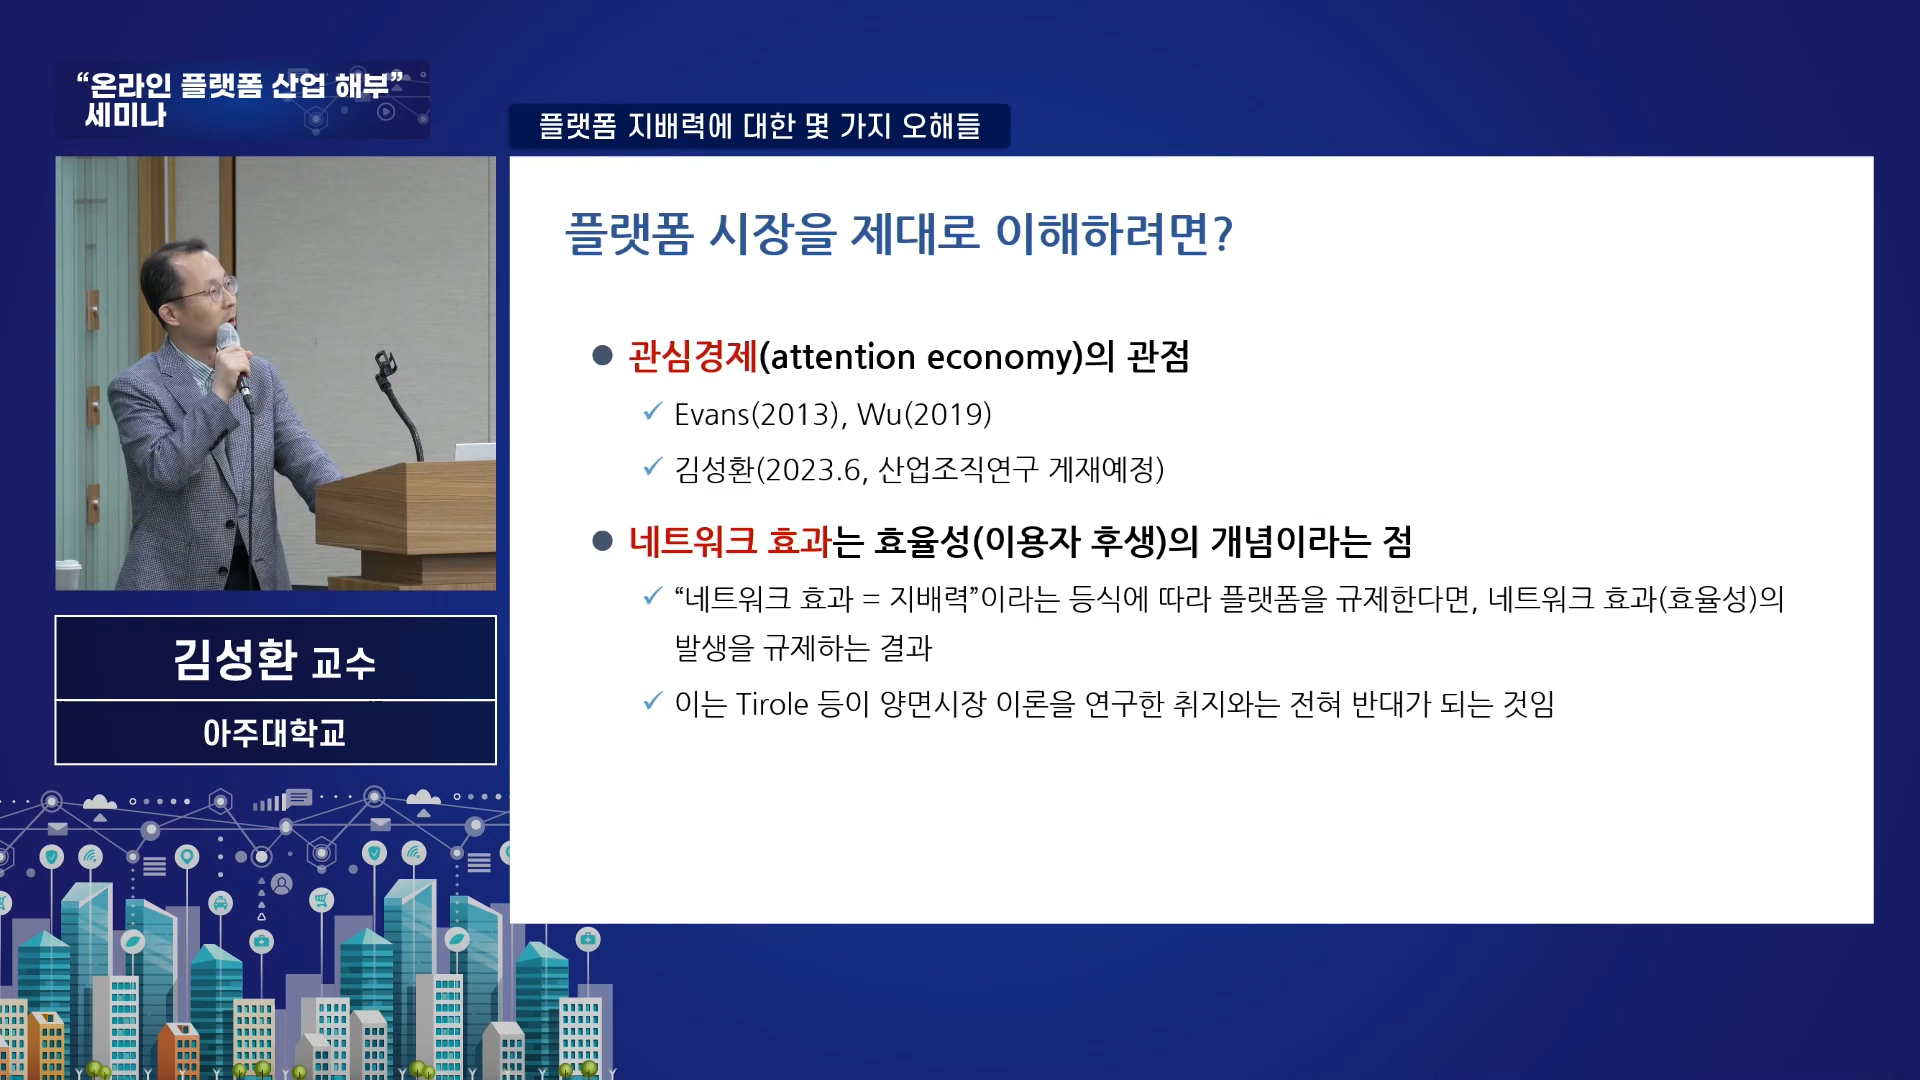 “온라인 플랫폼 산업 해부”
세미나
플랫폼 지배력에 대한 몇 가지 오해들
플랫폼 시장을 제대로 이해하려면?
● 관심경제(attention economy)의 관점
✓ Evans(2013), Wu(2019)
✓ 김성환(2023.6, 산업조직연구 게재예정)
● 네트워크 효과는 효율성(이용자 후생)의 개념이라는 점
✓ “네트워크 효과 = 지배력”이라는 등식에 따라 플랫폼을 규제한다면, 네트워크 효과(효율성)의
발생을 규제하는 결과
✓ 이는 Tirole 등이 양면시장 이론을 연구한 취지와는 전혀 반대가 되는 것임
김성환 교수
아주대학교